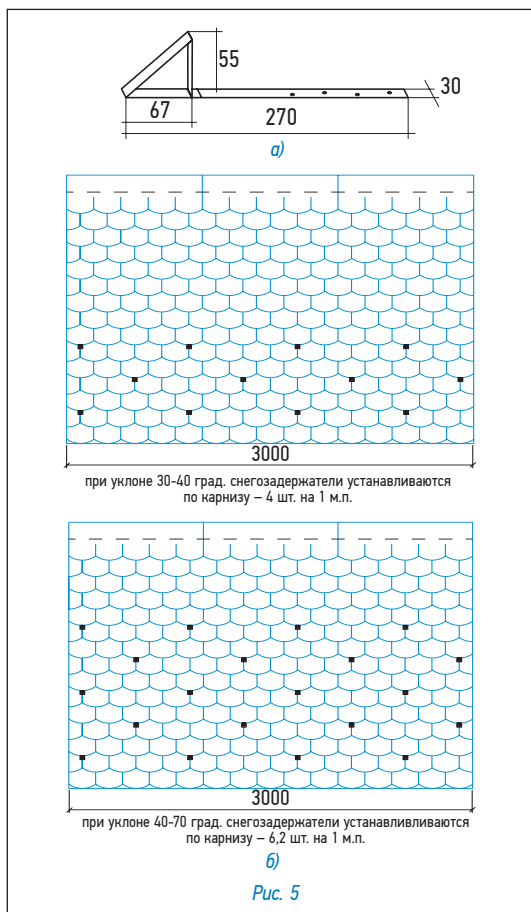 55
30
67
270
а)
3000
при уклоне 30-40 град. снегозадержатели устанавливаются
по карнизу – 4 шт. на 1 м.п.
3000
при уклоне 40-70 град. снегозадержатели устанавливливаются
по карнизу – 6,2 шт. на 1 м.п.
б)
Рис. 5